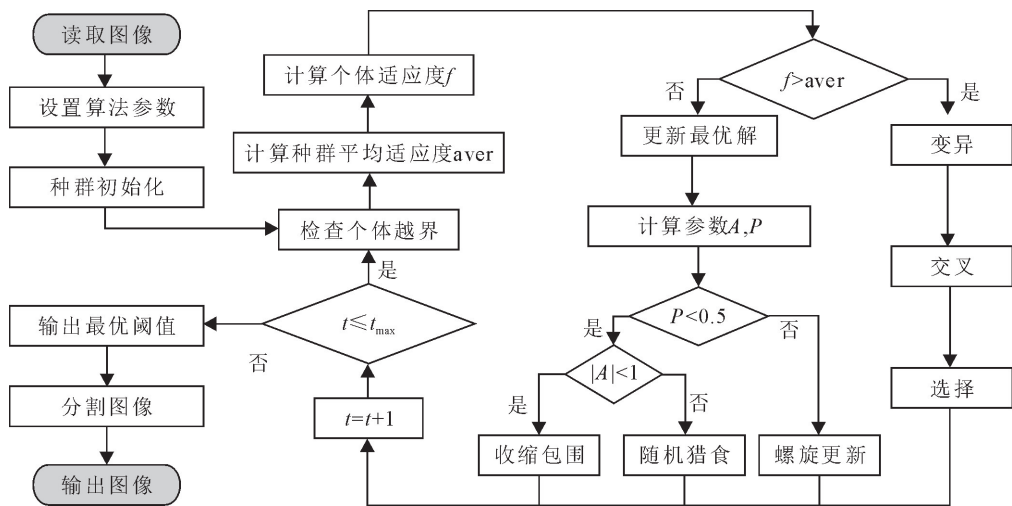 读取图像
设置算法参数
种群初始化
检查个体越界
计算种群平均适应度aver
计算个体适应度f
f>aver
否
是
更新最优解
计算参数A,P
P<0.5
是
否
|A|<1
是
否
收缩包围
随机猎食
螺旋更新
变异
交叉
选择
t=t+1
t≤tmax
是
否
输出最优阈值
分割图像
输出图像